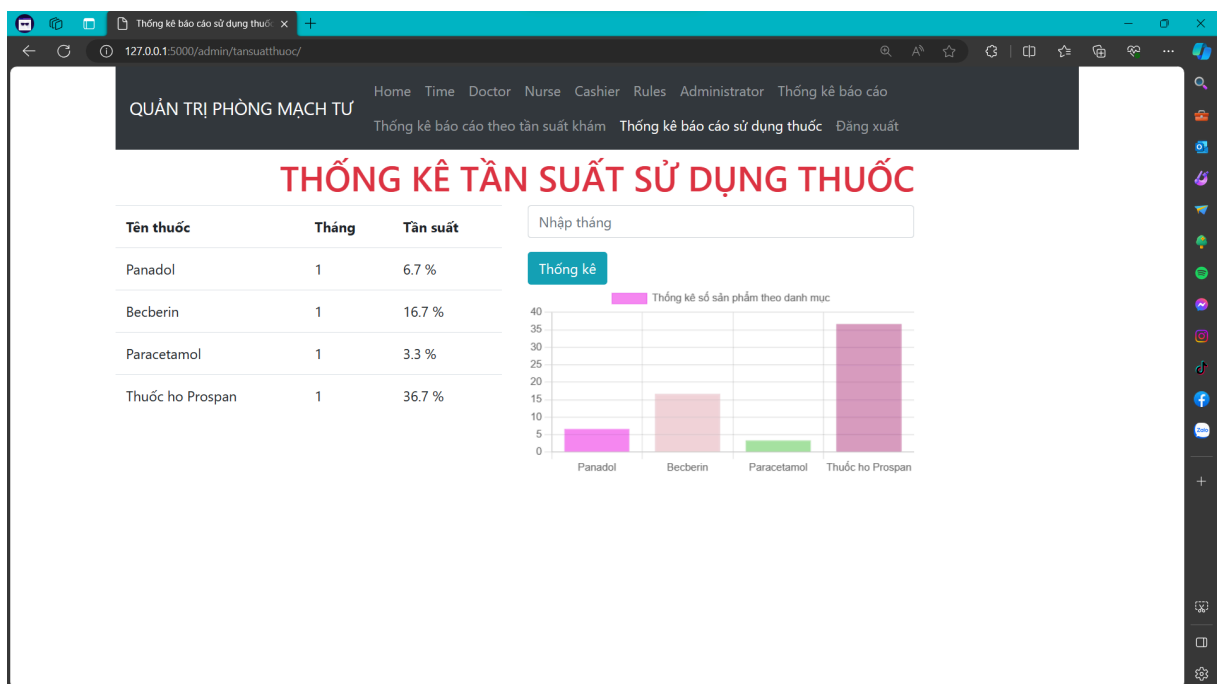 Thống kê báo cáo sử dụng thuốc
127.0.0.1:5000/admin/tansuatthuoc/
QUẢN TRỊ PHÒNG MẠCH TƯ
Home Time Doctor Nurse Cashier Rules Administrator Thống kê báo cáo
Thống kê báo cáo theo tần suất khám Thống kê báo cáo sử dụng thuốc Đăng xuất
THỐNG KÊ TẦN SUẤT SỬ DỤNG THUỐC
Tên thuốc Tháng Tần suất
Panadol 1 6.7 %
Becberin 1 16.7 %
Paracetamol 1 3.3 %
Thuốc ho Prospan 1 36.7 %
Nhập tháng
Thống kê
Thống kê số sản phẩm theo danh mục
40
35
30
25
20
15
10
5
0
Panadol Becberin Paracetamol Thuốc ho Prospan
Zalo